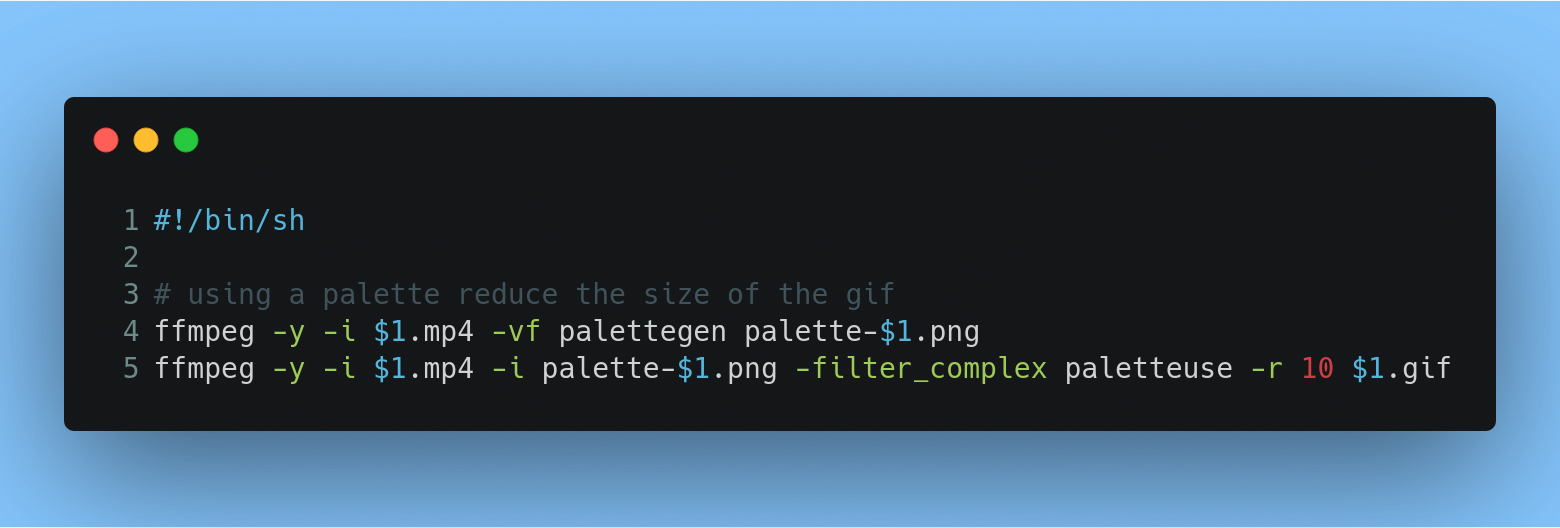 1 #!/bin/sh
2
3 # using a palette reduce the size of the gif
4 ffmpeg -y -i $1.mp4 -vf palettegen palette-$1.png
5 ffmpeg -y -i $1.mp4 -i palette-$1.png -filter_complex paletteuse -r 10 $1.gif